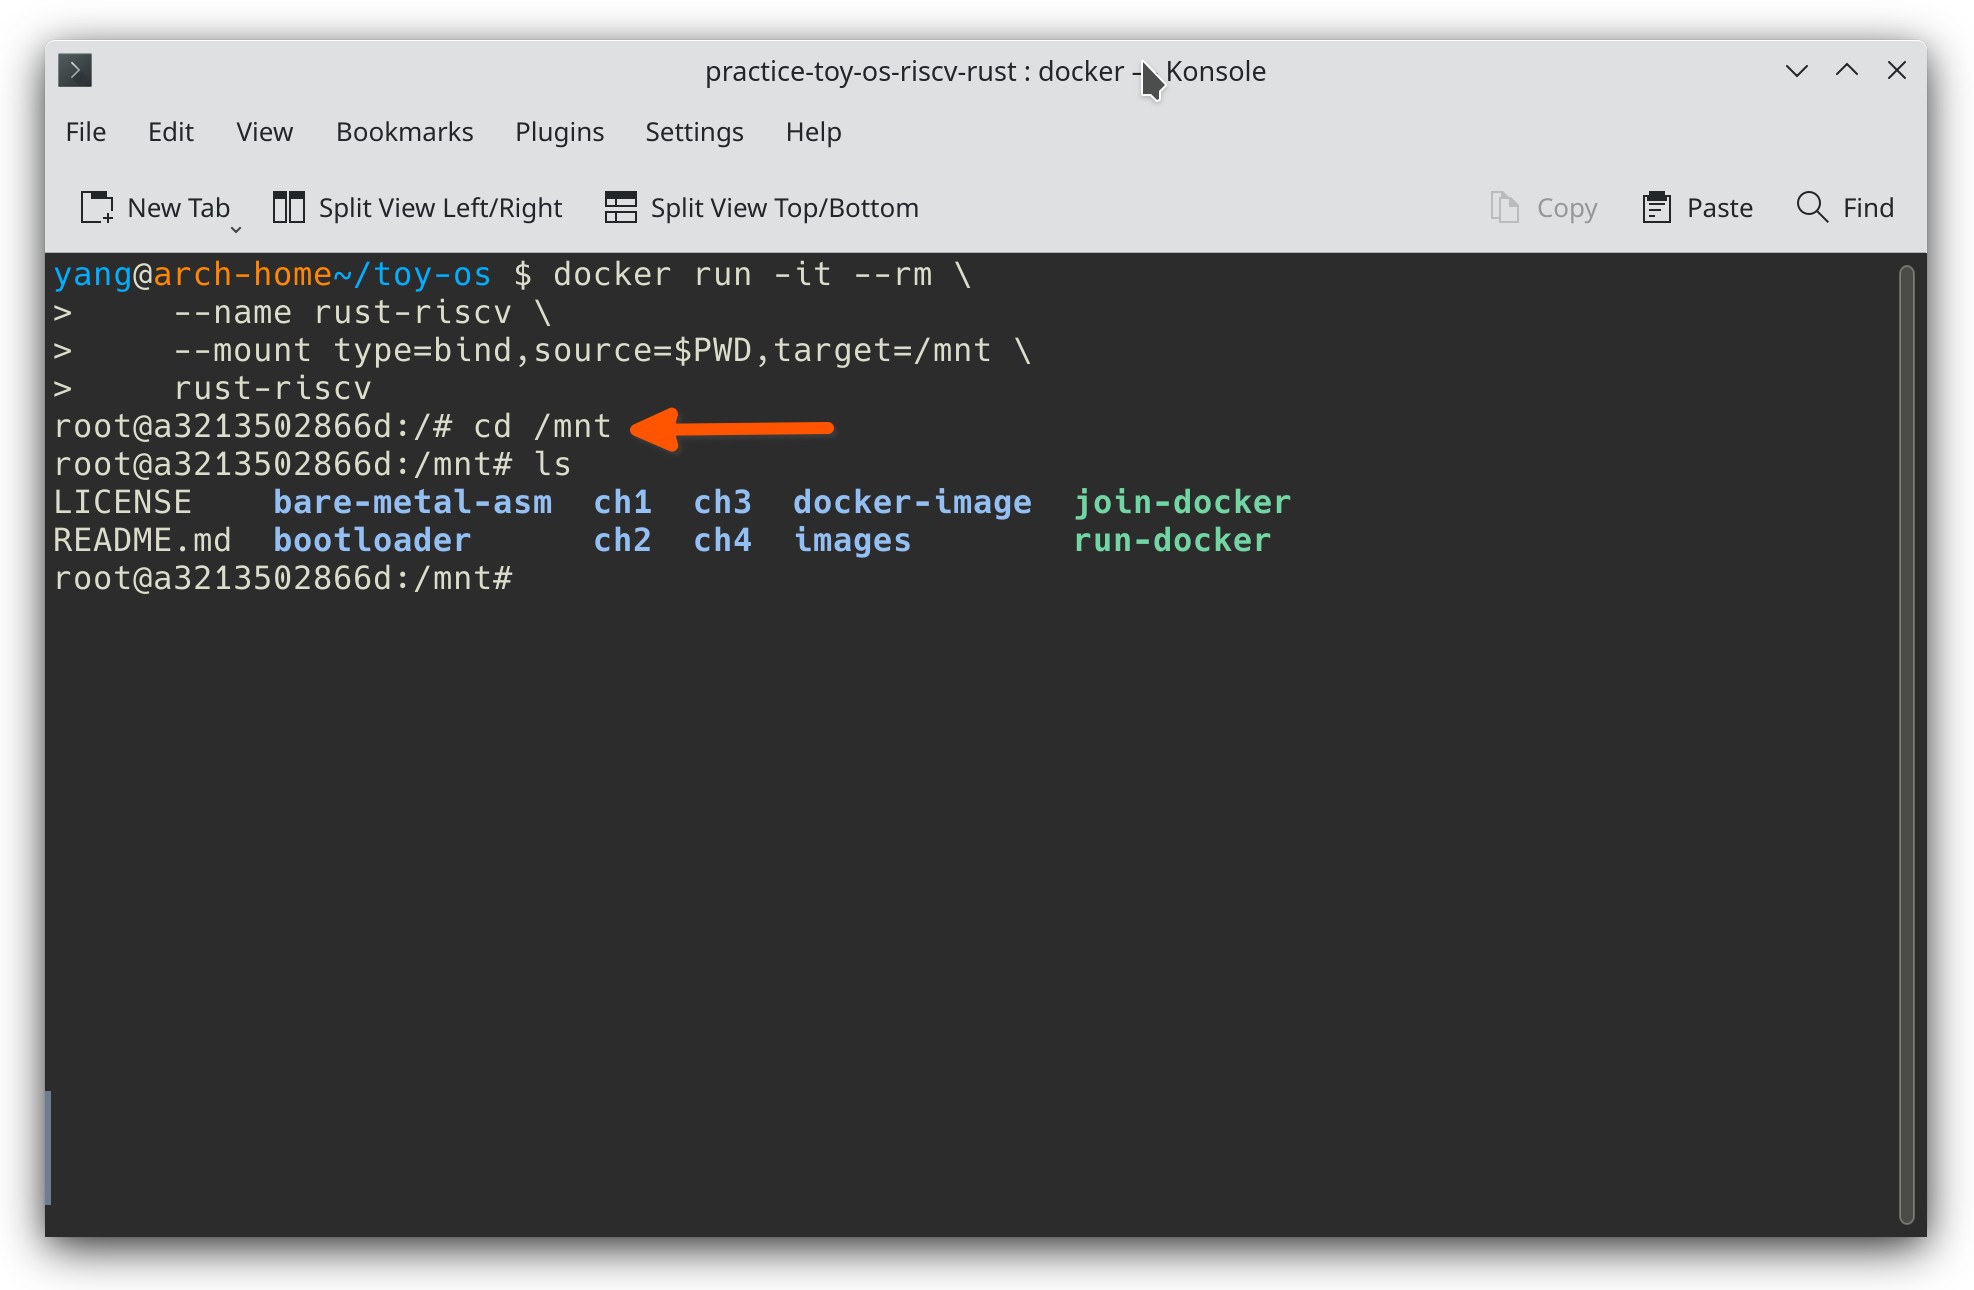 practice-toy-os-riscv-rust : docker — Konsole
File Edit View Bookmarks Plugins Settings Help
New Tab Split View Left/Right Split View Top/Bottom Copy Paste Find
yang@arch-home~/toy-os $ docker run -it --rm \
>     --name rust-riscv \
>     --mount type=bind,source=$PWD,target=/mnt \
>     rust-riscv
root@a3213502866d:/# cd /mnt
root@a3213502866d:/mnt# ls
LICENSE    bare-metal-asm  ch1  ch3  docker-image  join-docker
README.md  bootloader      ch2  ch4  images        run-docker
root@a3213502866d:/mnt#